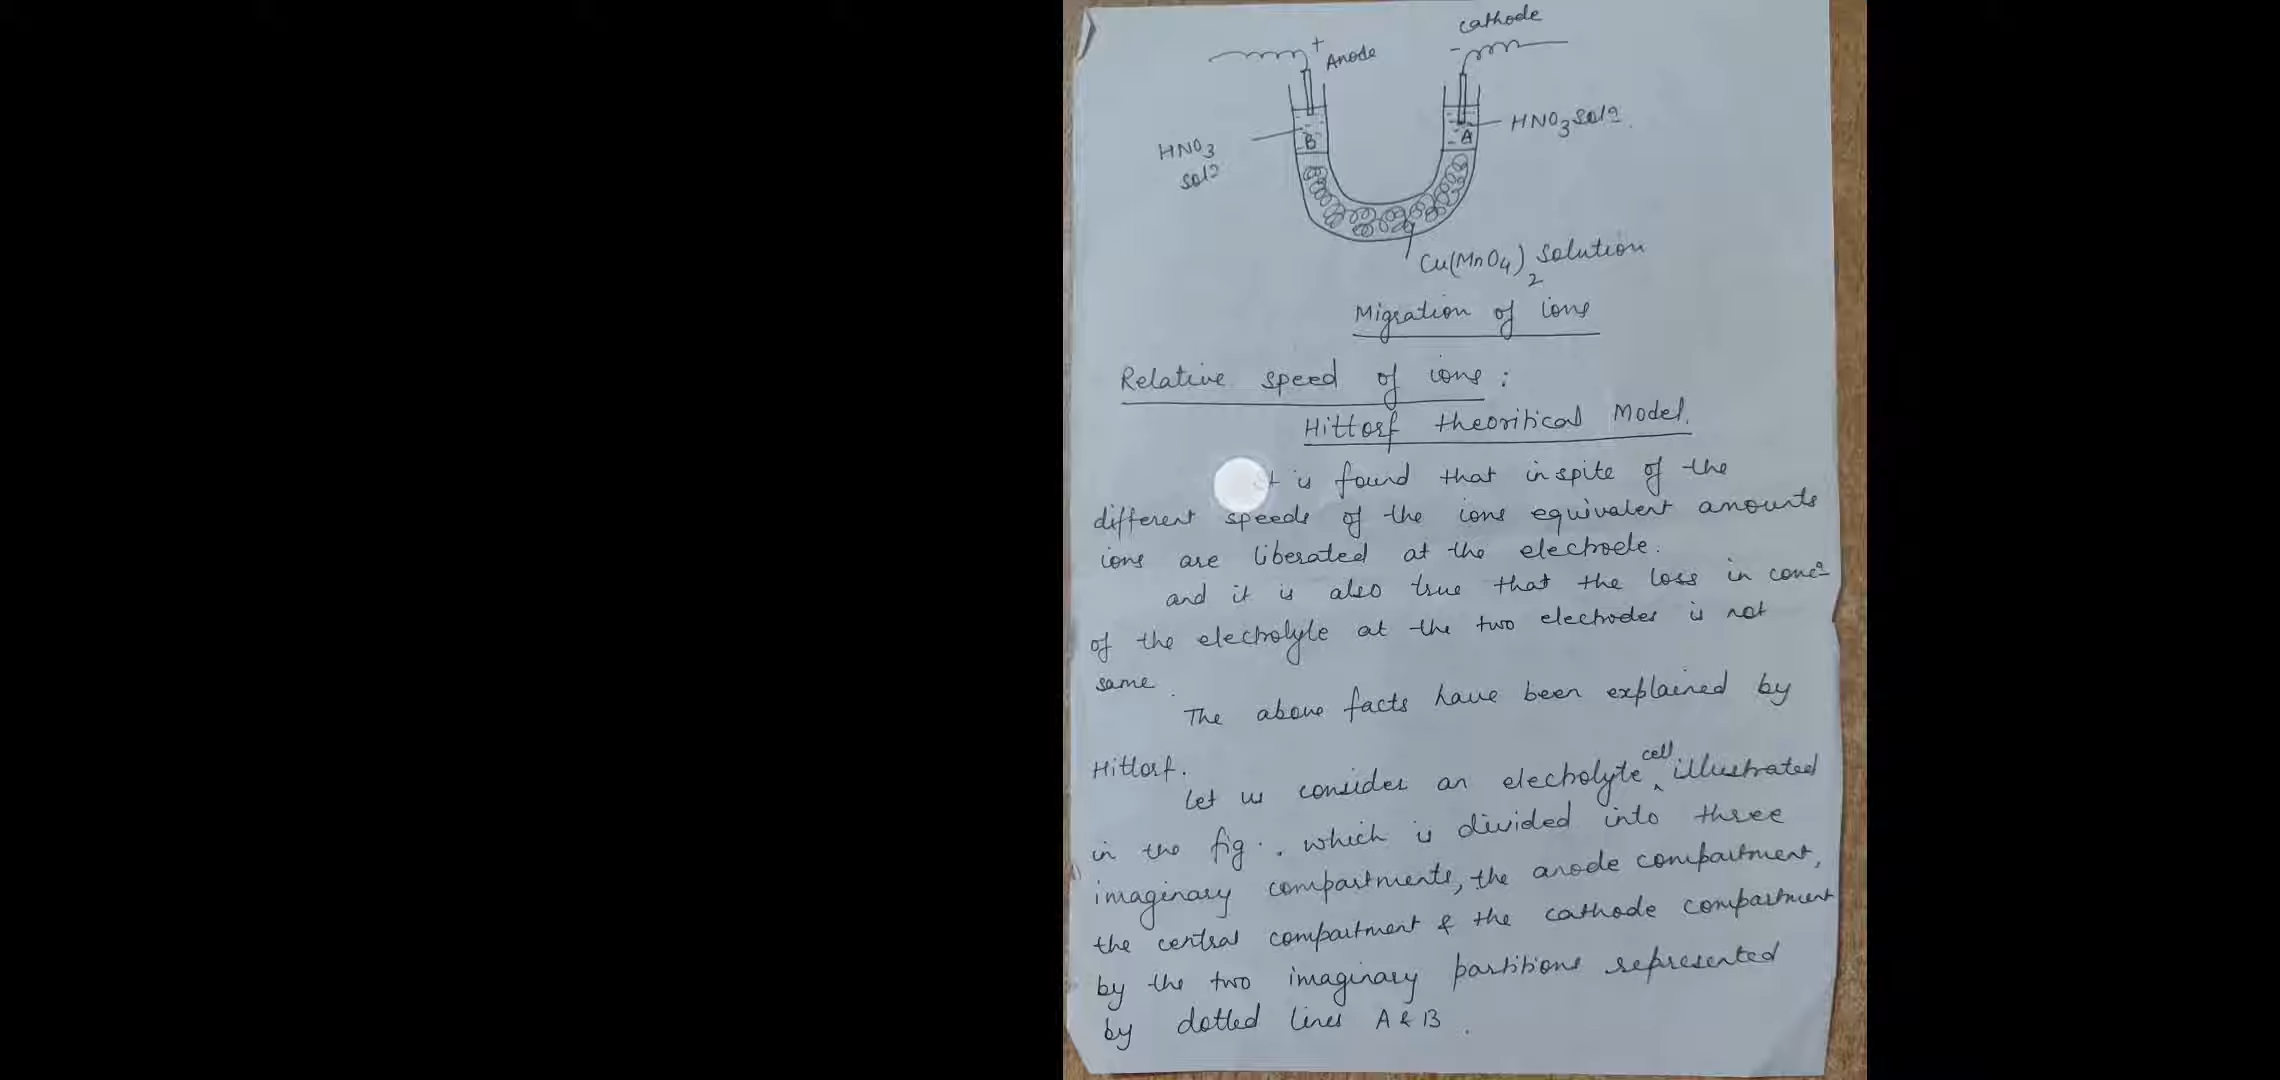 cathode
+
Anode
-
HNO3 sol?
B
A
HNO3
sol?
Cu(MnO4)2 solution
Migration of ions
Relative speed of ions :
Hittorf theoritical Model.
It is found that in spite of the
different speeds of the ions equivalent amounts
ions are liberated at the electrode.
and it is also true that the loss in concn
of the electrolyte at the two electrodes is not
same.
The above facts have been explained by
Hittorf.
Let us consider an electrolyte cell illustrated
in the fig. , which is divided into three
imaginary compartments, the anode compartment,
the central compartment & the cathode compartment
by the two imaginary partitions represented
by dotted lines A & B .